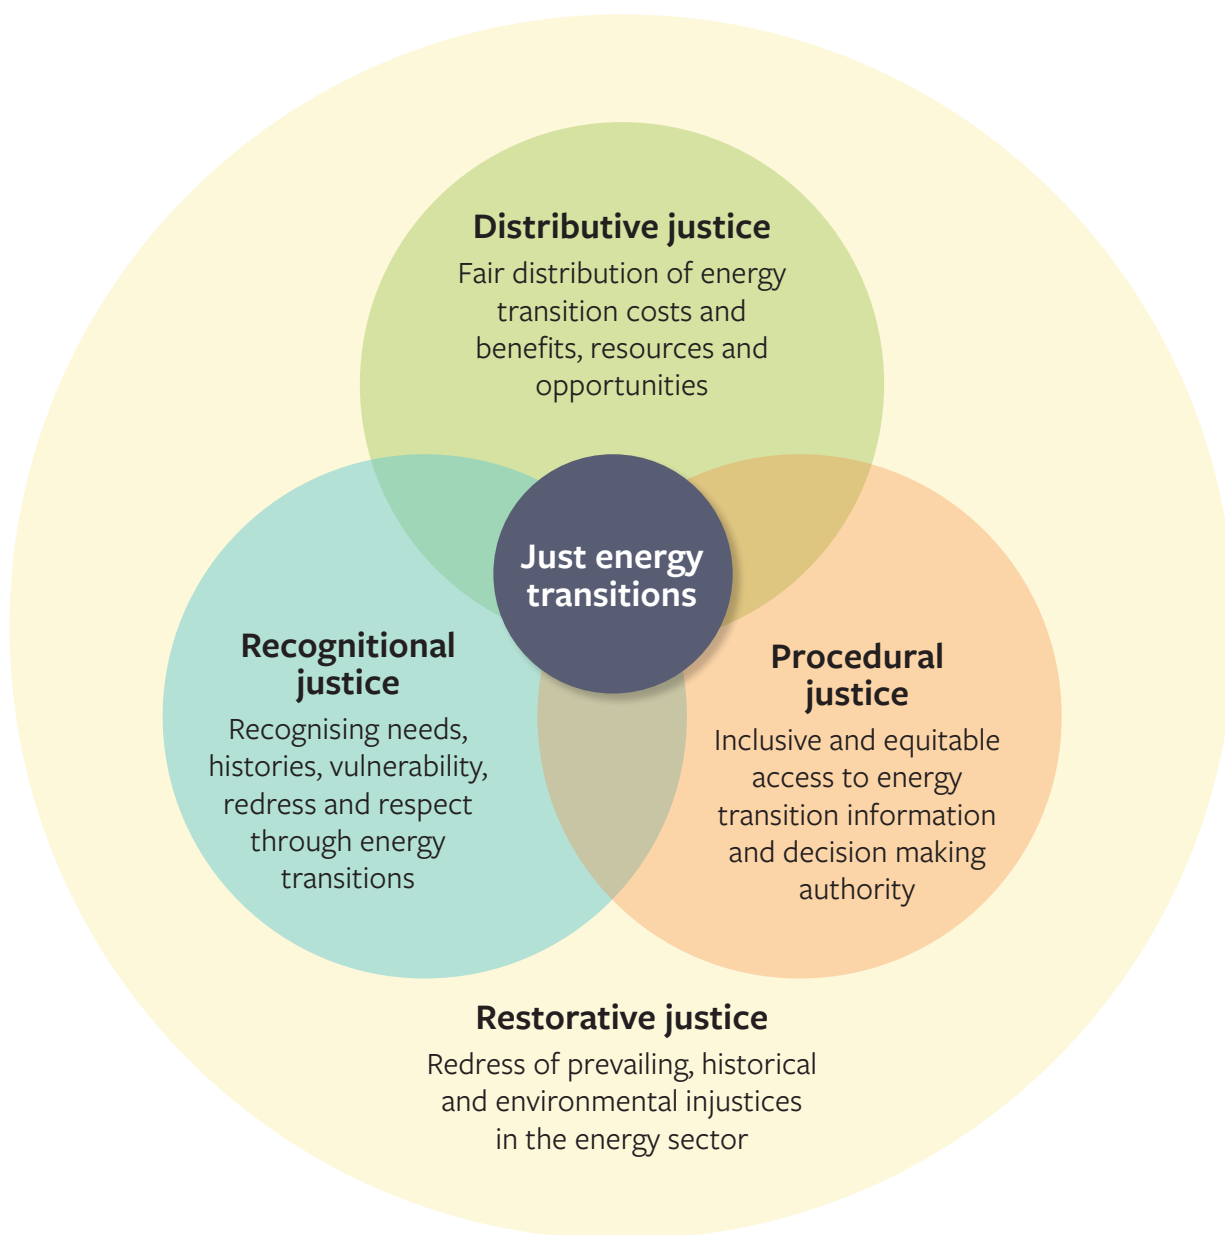 Distributive justice
Fair distribution of energy
transition costs and
benefits, resources and
opportunities
Just energy
transitions
Recognitional
justice
Recognising needs,
histories, vulnerability,
redress and respect
through energy
transitions
Procedural
justice
Inclusive and equitable
access to energy
transition information
and decision making
authority
Restorative justice
Redress of prevailing, historical
and environmental injustices
in the energy sector